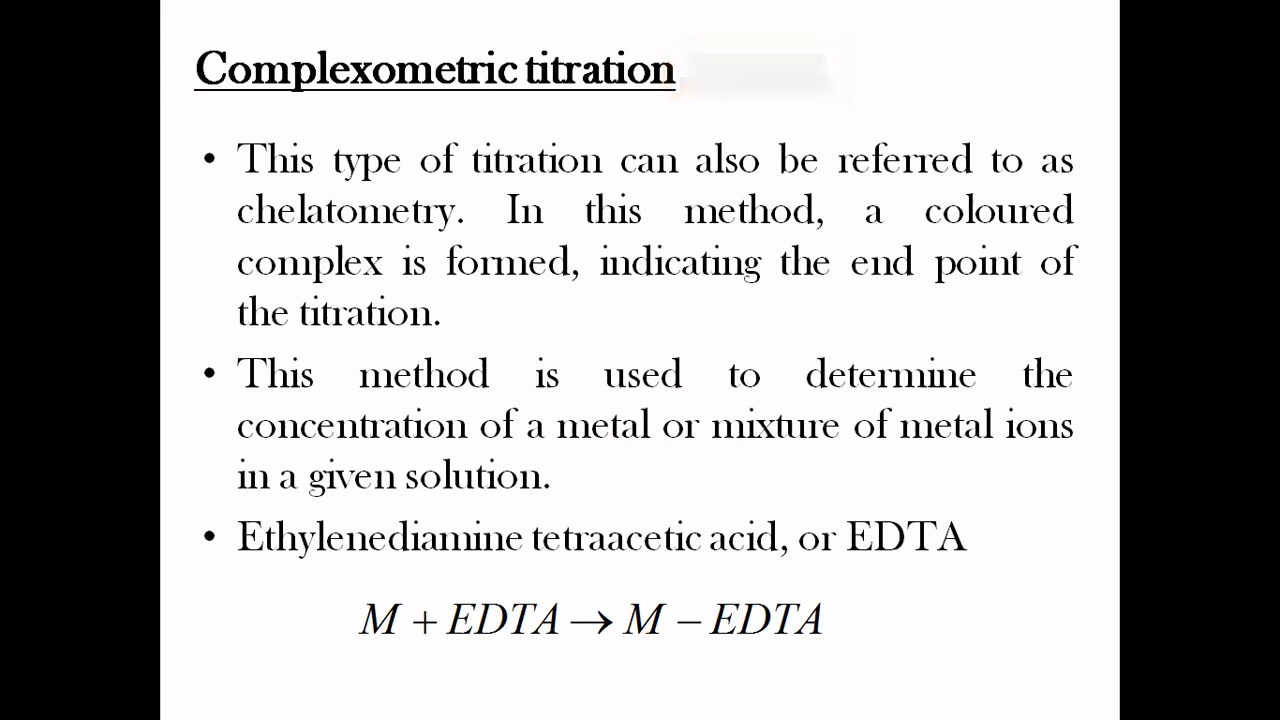 Complexometric titration
• This type of titration can also be referred to as
chelatometry. In this method, a coloured
complex is formed, indicating the end point of
the titration.
• This method is used to determine the
concentration of a metal or mixture of metal ions
in a given solution.
• Ethylenediamine tetraacetic acid, or EDTA
M + EDTA → M − EDTA